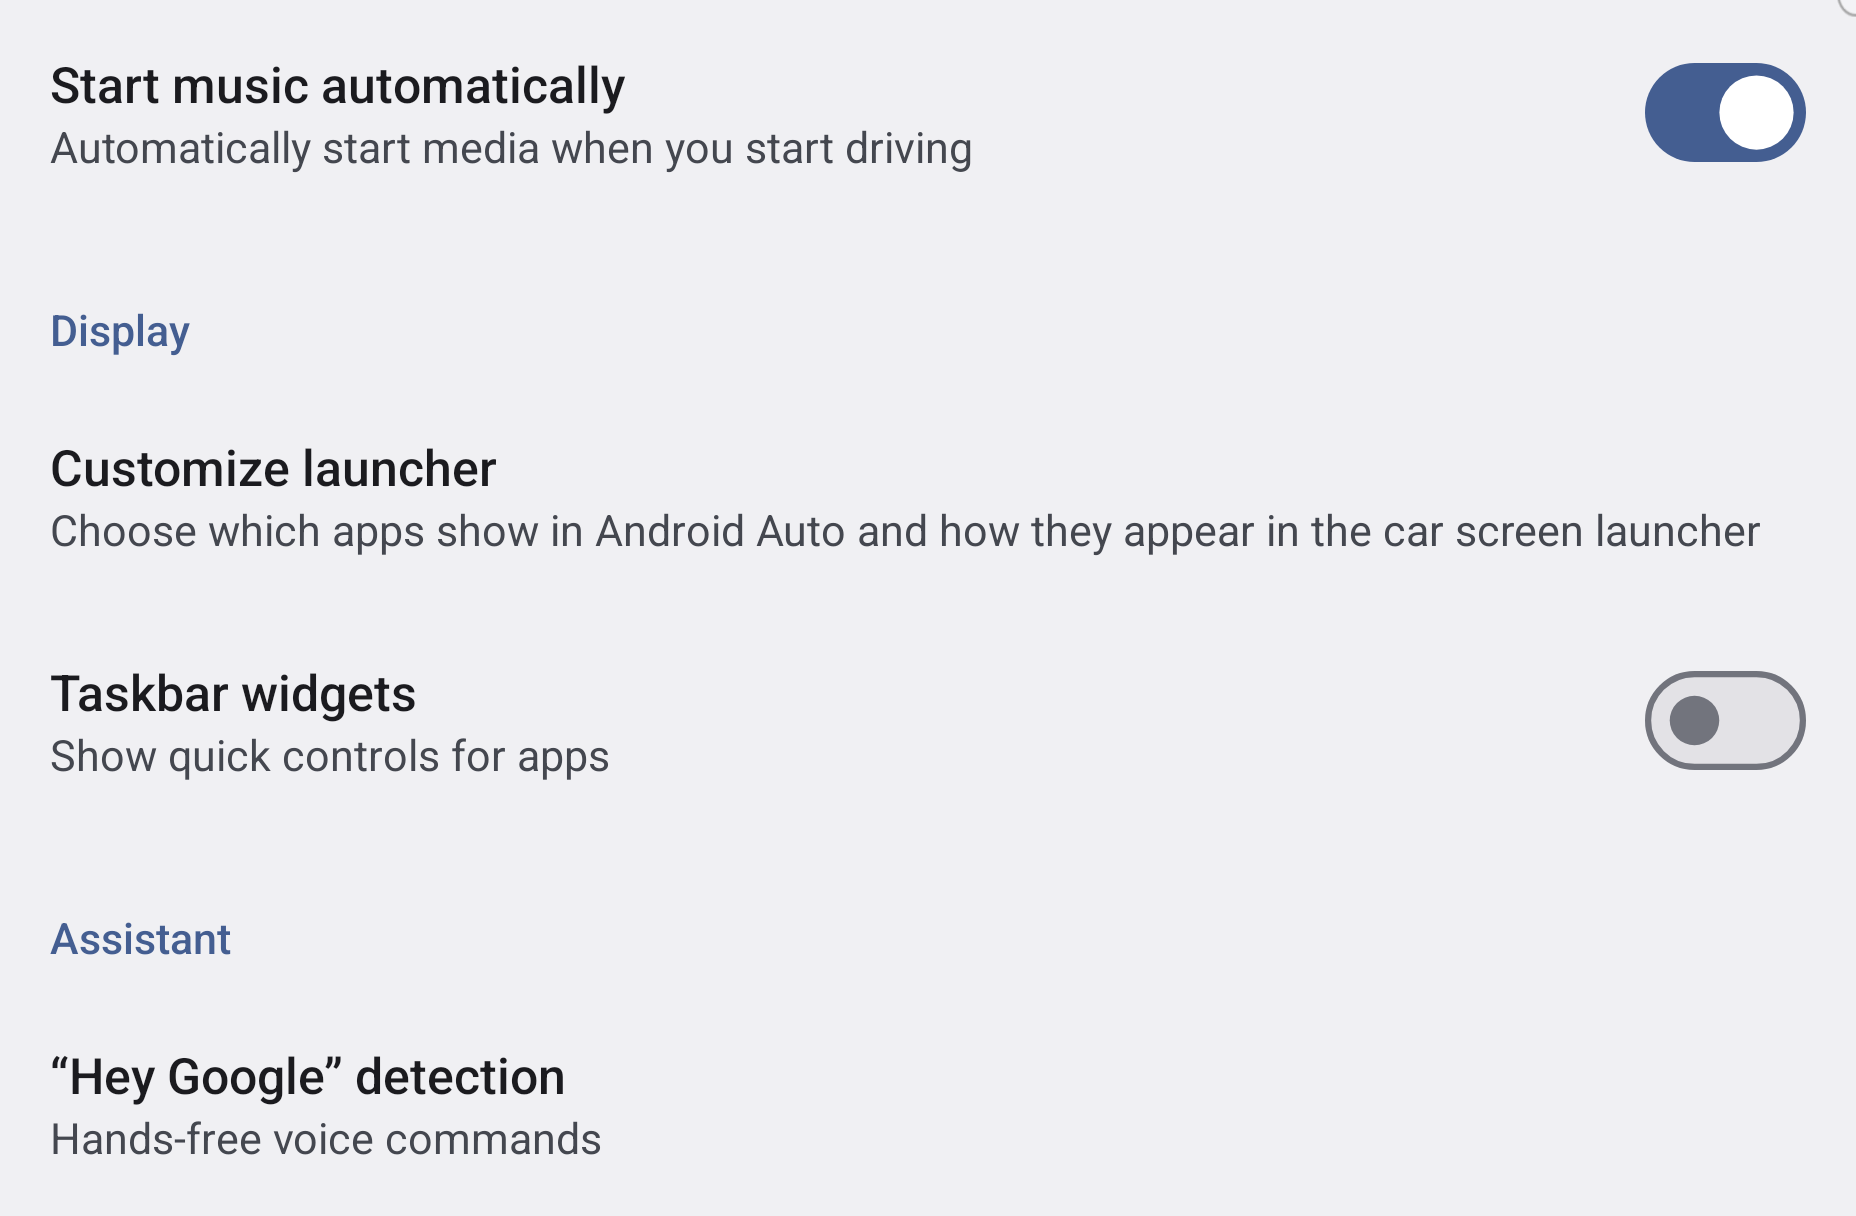 Start music automatically
Automatically start media when you start driving
Display
Customize launcher
Choose which apps show in Android Auto and how they appear in the car screen launcher
Taskbar widgets
Show quick controls for apps
Assistant
“Hey Google” detection
Hands-free voice commands